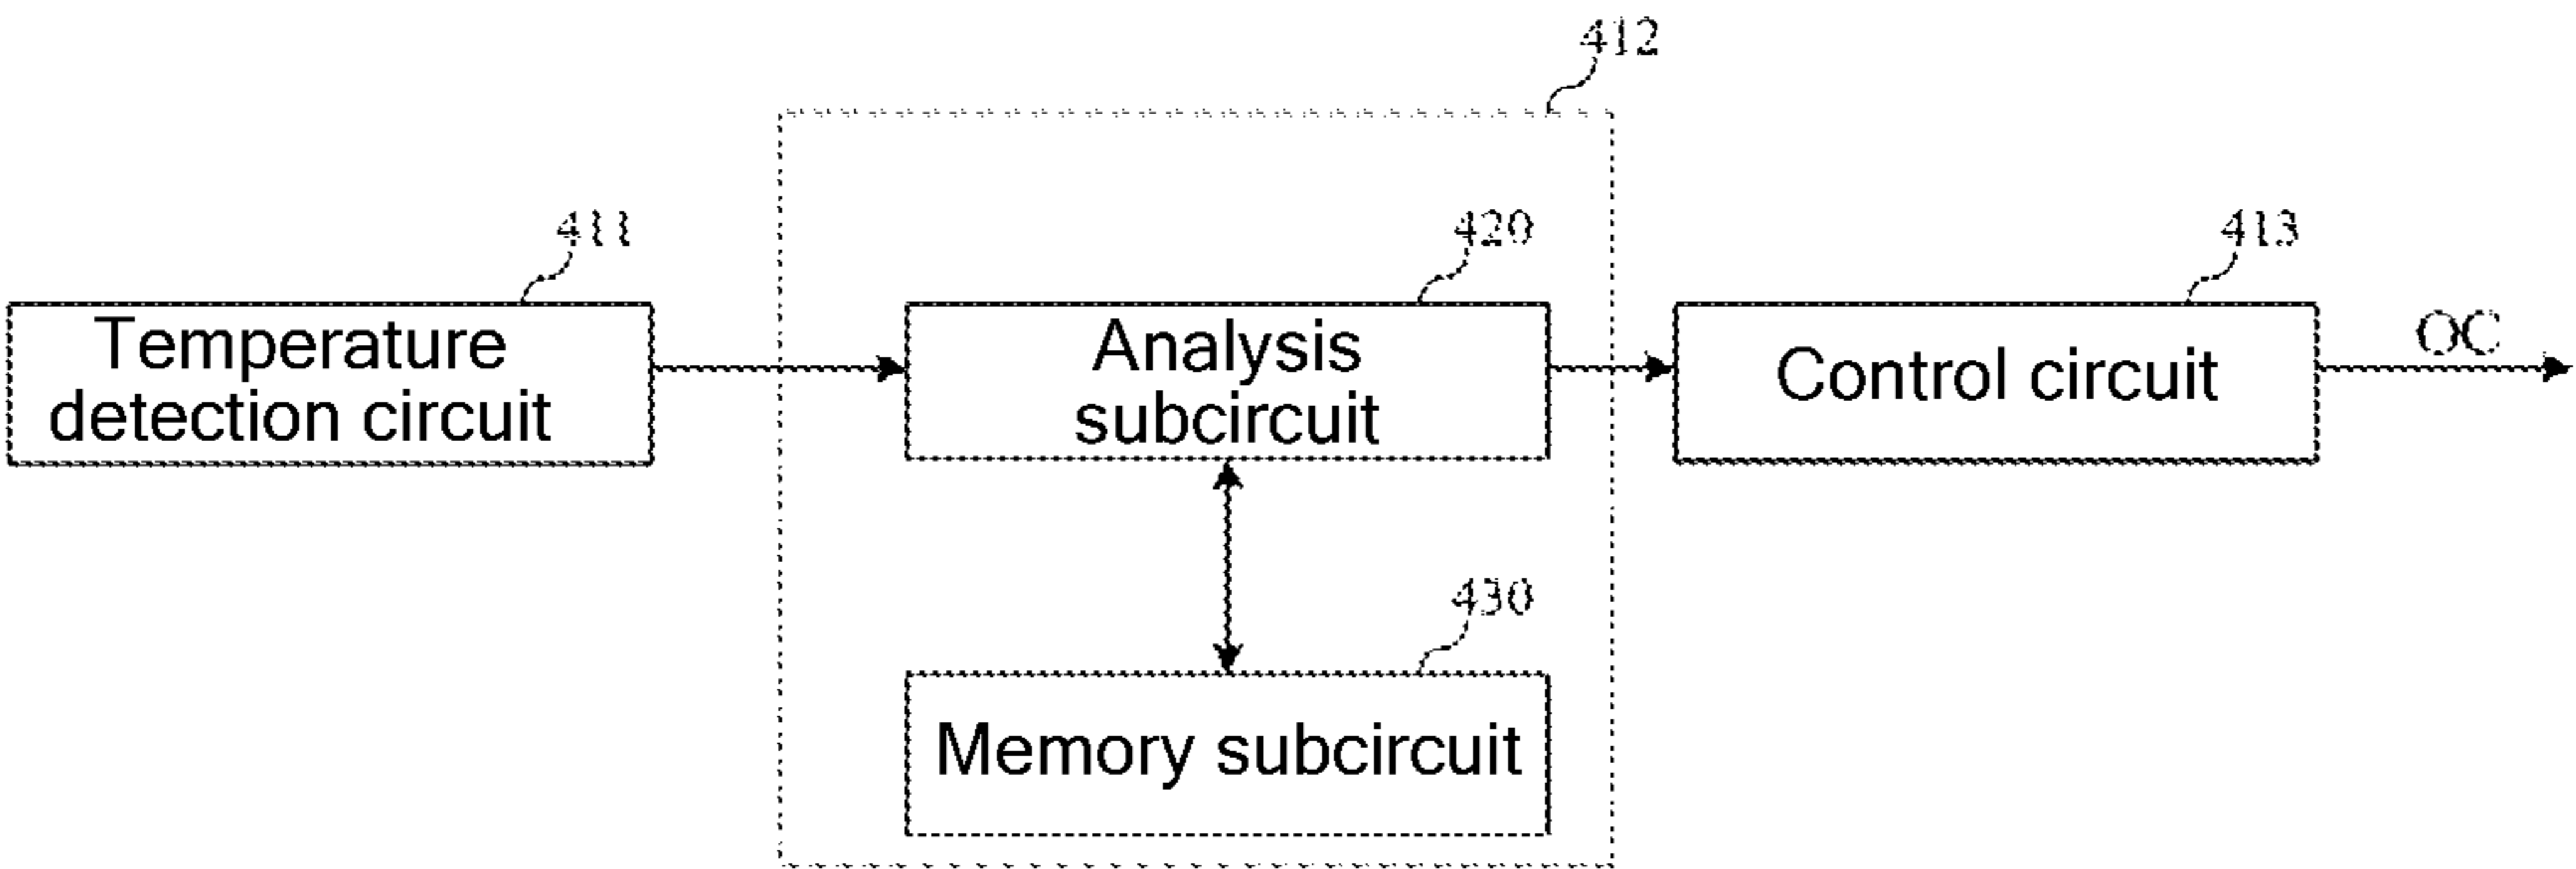 412
411
420
413
Temperature
detection circuit
Analysis
subcircuit
Control circuit
OC
430
Memory subcircuit